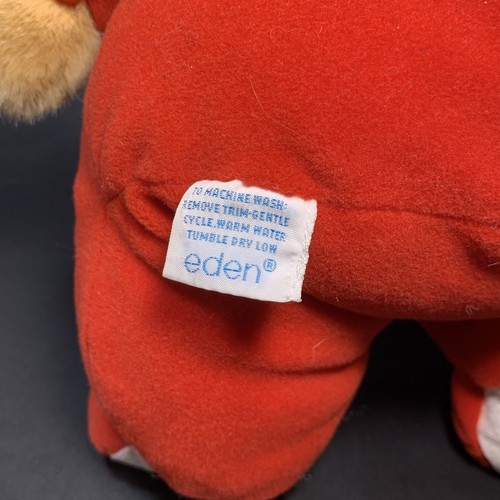 TO MACHINE WASH:
REMOVE TRIM-GENTLE
CYCLE. WARM WATER
TUMBLE DRY LOW
eden®